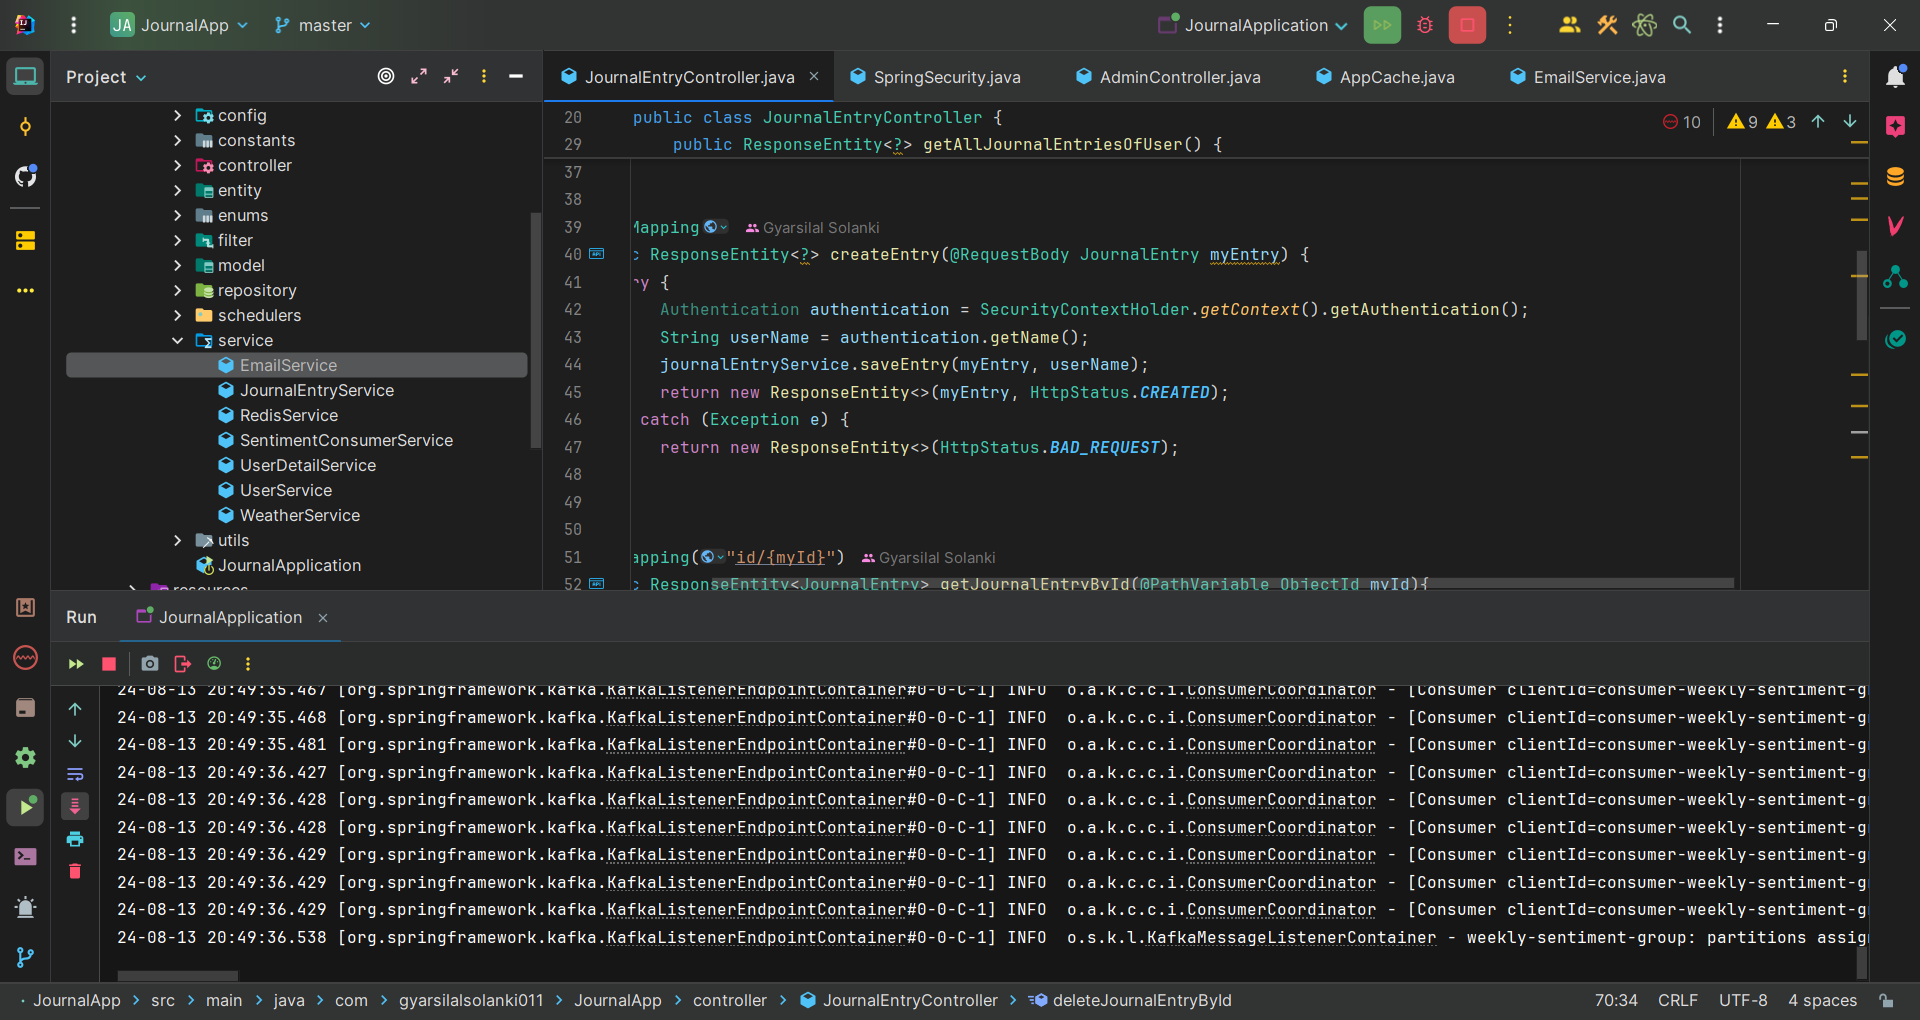 JA JournalApp master JournalApplication
Project
JournalEntryController.java SpringSecurity.java AdminController.java AppCache.java EmailService.java
config
constants
controller
entity
enums
filter
model
repository
schedulers
service
EmailService
JournalEntryService
RedisService
SentimentConsumerService
UserDetailService
UserService
WeatherService
utils
JournalApplication
resources
10 9 3
20 public class JournalEntryController {
29 public ResponseEntity<?> getAllJournalEntriesOfUser() {
37
38
39 Mapping Gyarsilal Solanki
40 API c ResponseEntity<?> createEntry(@RequestBody JournalEntry myEntry) {
41 ry {
42 Authentication authentication = SecurityContextHolder.getContext().getAuthentication();
43 String userName = authentication.getName();
44 journalEntryService.saveEntry(myEntry, userName);
45 return new ResponseEntity<>(myEntry, HttpStatus.CREATED);
46 catch (Exception e) {
47 return new ResponseEntity<>(HttpStatus.BAD_REQUEST);
48
49
50
51 apping("id/{myId}") Gyarsilal Solanki
52 API c ResponseEntity<JournalEntry> getJournalEntryById(@PathVariable ObjectId myId){
Run JournalApplication
24-08-13 20:49:35.467 [org.springframework.kafka.KafkaListenerEndpointContainer#0-0-C-1] INFO o.a.k.c.c.i.ConsumerCoordinator - [Consumer clientId=consumer-weekly-sentiment-g
24-08-13 20:49:35.468 [org.springframework.kafka.KafkaListenerEndpointContainer#0-0-C-1] INFO o.a.k.c.c.i.ConsumerCoordinator - [Consumer clientId=consumer-weekly-sentiment-g
24-08-13 20:49:35.481 [org.springframework.kafka.KafkaListenerEndpointContainer#0-0-C-1] INFO o.a.k.c.c.i.ConsumerCoordinator - [Consumer clientId=consumer-weekly-sentiment-g
24-08-13 20:49:36.427 [org.springframework.kafka.KafkaListenerEndpointContainer#0-0-C-1] INFO o.a.k.c.c.i.ConsumerCoordinator - [Consumer clientId=consumer-weekly-sentiment-g
24-08-13 20:49:36.428 [org.springframework.kafka.KafkaListenerEndpointContainer#0-0-C-1] INFO o.a.k.c.c.i.ConsumerCoordinator - [Consumer clientId=consumer-weekly-sentiment-g
24-08-13 20:49:36.428 [org.springframework.kafka.KafkaListenerEndpointContainer#0-0-C-1] INFO o.a.k.c.c.i.ConsumerCoordinator - [Consumer clientId=consumer-weekly-sentiment-g
24-08-13 20:49:36.429 [org.springframework.kafka.KafkaListenerEndpointContainer#0-0-C-1] INFO o.a.k.c.c.i.ConsumerCoordinator - [Consumer clientId=consumer-weekly-sentiment-g
24-08-13 20:49:36.429 [org.springframework.kafka.KafkaListenerEndpointContainer#0-0-C-1] INFO o.a.k.c.c.i.ConsumerCoordinator - [Consumer clientId=consumer-weekly-sentiment-g
24-08-13 20:49:36.429 [org.springframework.kafka.KafkaListenerEndpointContainer#0-0-C-1] INFO o.a.k.c.c.i.ConsumerCoordinator - [Consumer clientId=consumer-weekly-sentiment-g
24-08-13 20:49:36.538 [org.springframework.kafka.KafkaListenerEndpointContainer#0-0-C-1] INFO o.s.k.l.KafkaMessageListenerContainer - weekly-sentiment-group: partitions assig
JournalApp > src > main > java > com > gyarsilalsolanki011 > JournalApp > controller > JournalEntryController > deleteJournalEntryById 70:34 CRLF UTF-8 4 spaces